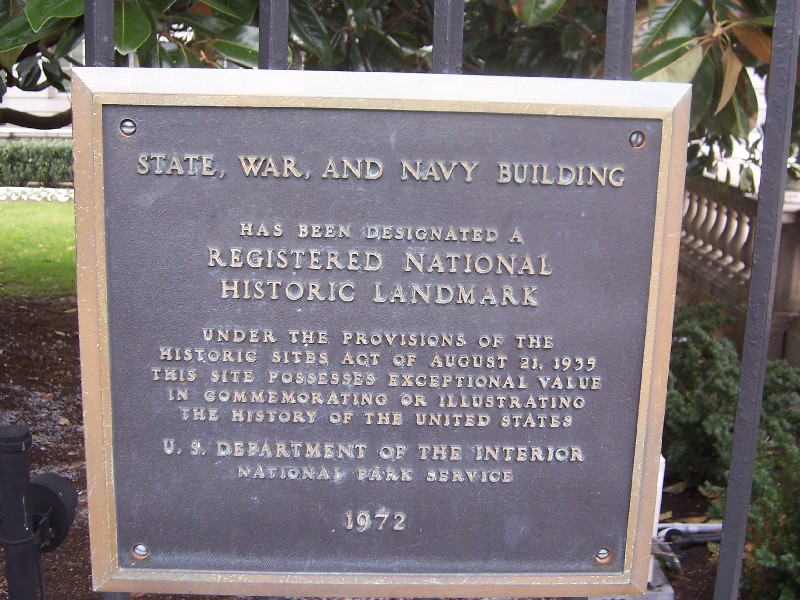 STATE, WAR, AND NAVY BUILDING
HAS BEEN DESIGNATED A
REGISTERED NATIONAL
HISTORIC LANDMARK
UNDER THE PROVISIONS OF THE
HISTORIC SITES ACT OF AUGUST 21, 1935
THIS SITE POSSESSES EXCEPTIONAL VALUE
IN COMMEMORATING OR ILLUSTRATING
THE HISTORY OF THE UNITED STATES
U. S. DEPARTMENT OF THE INTERIOR
NATIONAL PARK SERVICE
1972